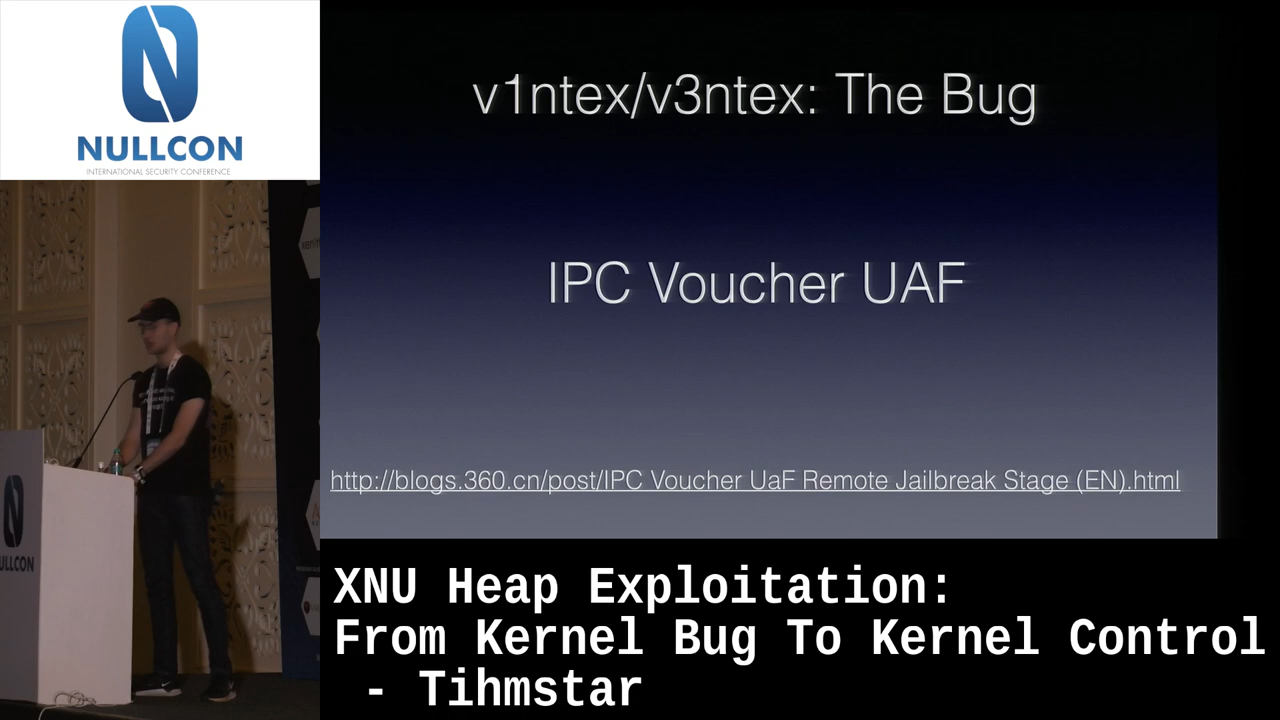 NULLCON
INTERNATIONAL SECURITY CONFERENCE
v1ntex/v3ntex: The Bug
IPC Voucher UAF
http://blogs.360.cn/post/IPC Voucher UaF Remote Jailbreak Stage (EN).html
NULLCON
XNU Heap Exploitation:
From Kernel Bug To Kernel Control
- Tihmstar